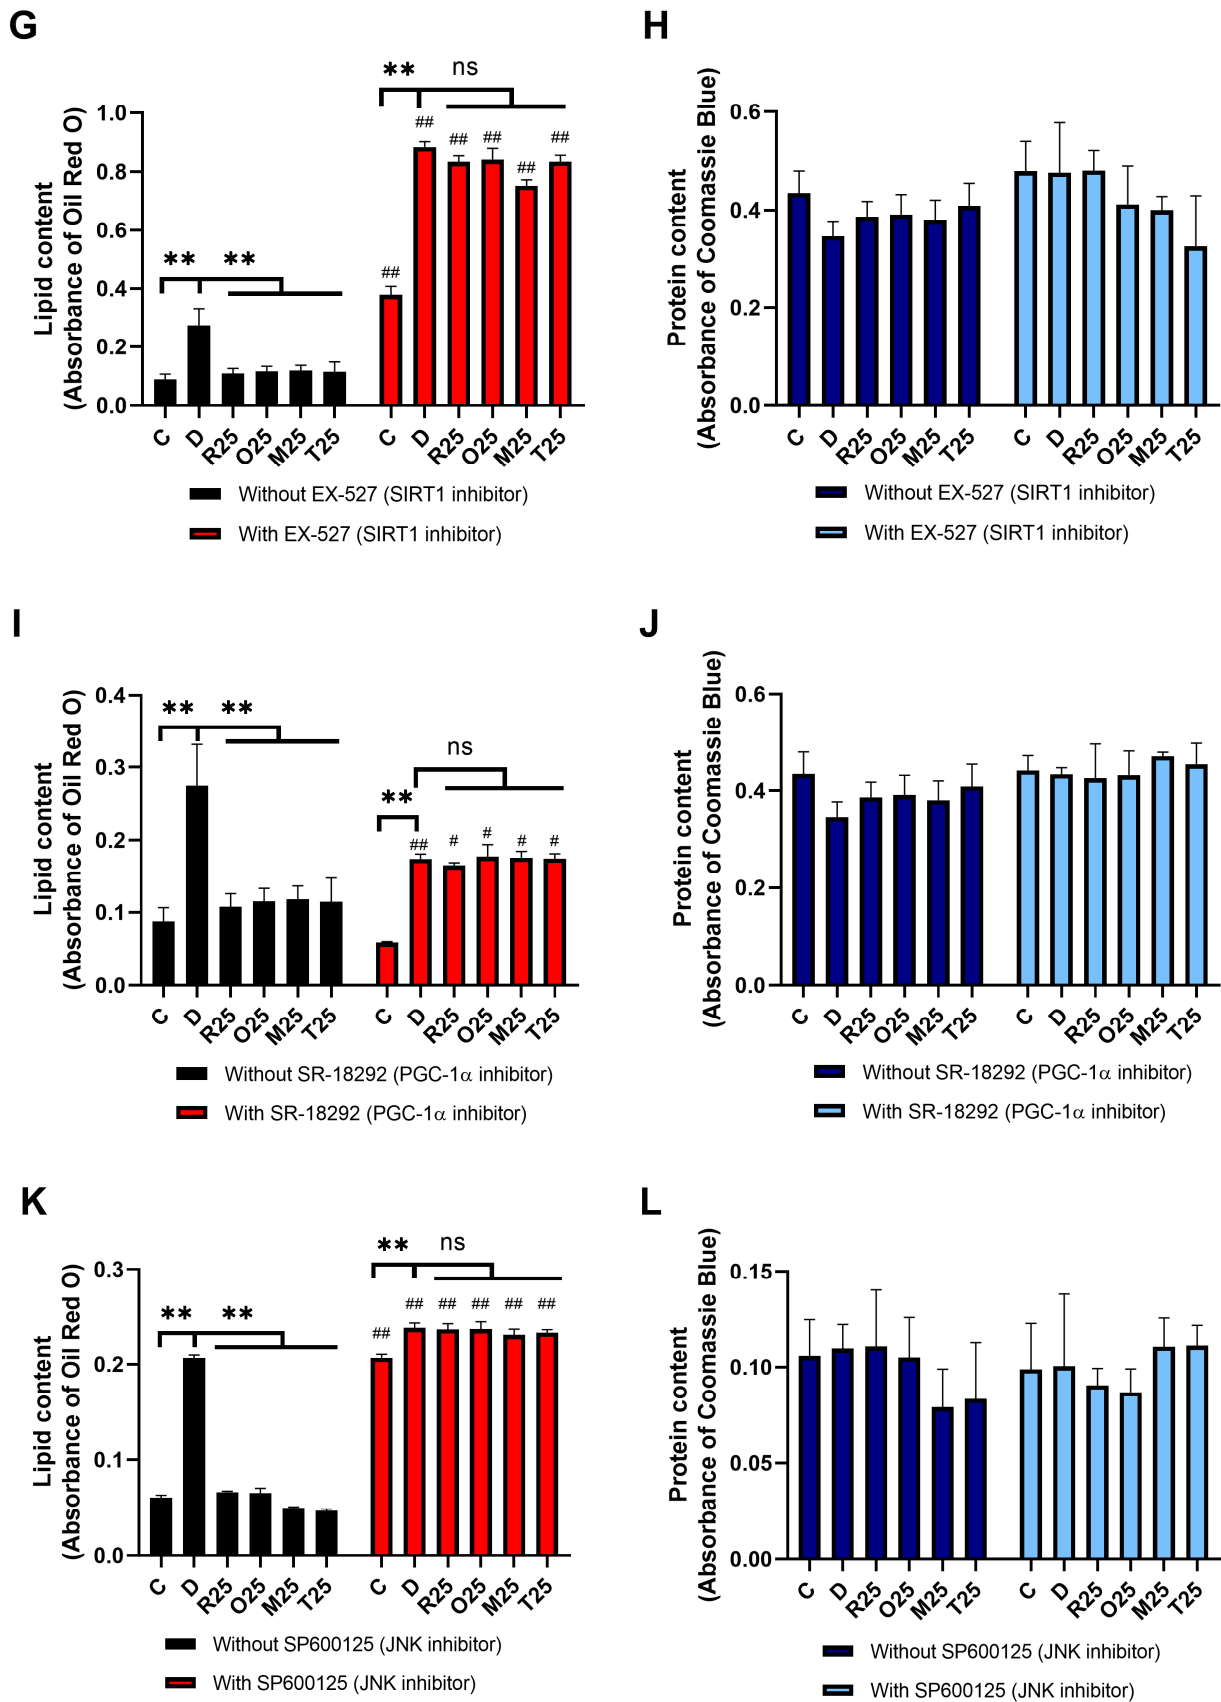 G
** ns
Lipid content
(Absorbance of Oil Red O)
1.0
0.8
0.6
0.4
0.2
0.0
** **
## ## ## ## ## ##
C D R25 O25 M25 T25 C D R25 O25 M25 T25
Without EX-527 (SIRT1 inhibitor)
With EX-527 (SIRT1 inhibitor)
H
Protein content
(Absorbance of Coomassie Blue)
0.6
0.4
0.2
0.0
C D R25 O25 M25 T25 C D R25 O25 M25 T25
Without EX-527 (SIRT1 inhibitor)
With EX-527 (SIRT1 inhibitor)
I
Lipid content
(Absorbance of Oil Red O)
0.4
0.3
0.2
0.1
0.0
** **
ns
**
## # # # #
C D R25 O25 M25 T25 C D R25 O25 M25 T25
Without SR-18292 (PGC-1α inhibitor)
With SR-18292 (PGC-1α inhibitor)
J
Protein content
(Absorbance of Coomassie Blue)
0.6
0.4
0.2
0.0
C D R25 O25 M25 T25 C D R25 O25 M25 T25
Without SR-18292 (PGC-1α inhibitor)
With SR-18292 (PGC-1α inhibitor)
K
Lipid content
(Absorbance of Oil Red O)
0.3
0.2
0.1
0.0
** ns
** **
## ## ## ## ## ##
C D R25 O25 M25 T25 C D R25 O25 M25 T25
Without SP600125 (JNK inhibitor)
With SP600125 (JNK inhibitor)
L
Protein content
(Absorbance of Coomassie Blue)
0.15
0.10
0.05
0.00
C D R25 O25 M25 T25 C D R25 O25 M25 T25
Without SP600125 (JNK inhibitor)
With SP600125 (JNK inhibitor)